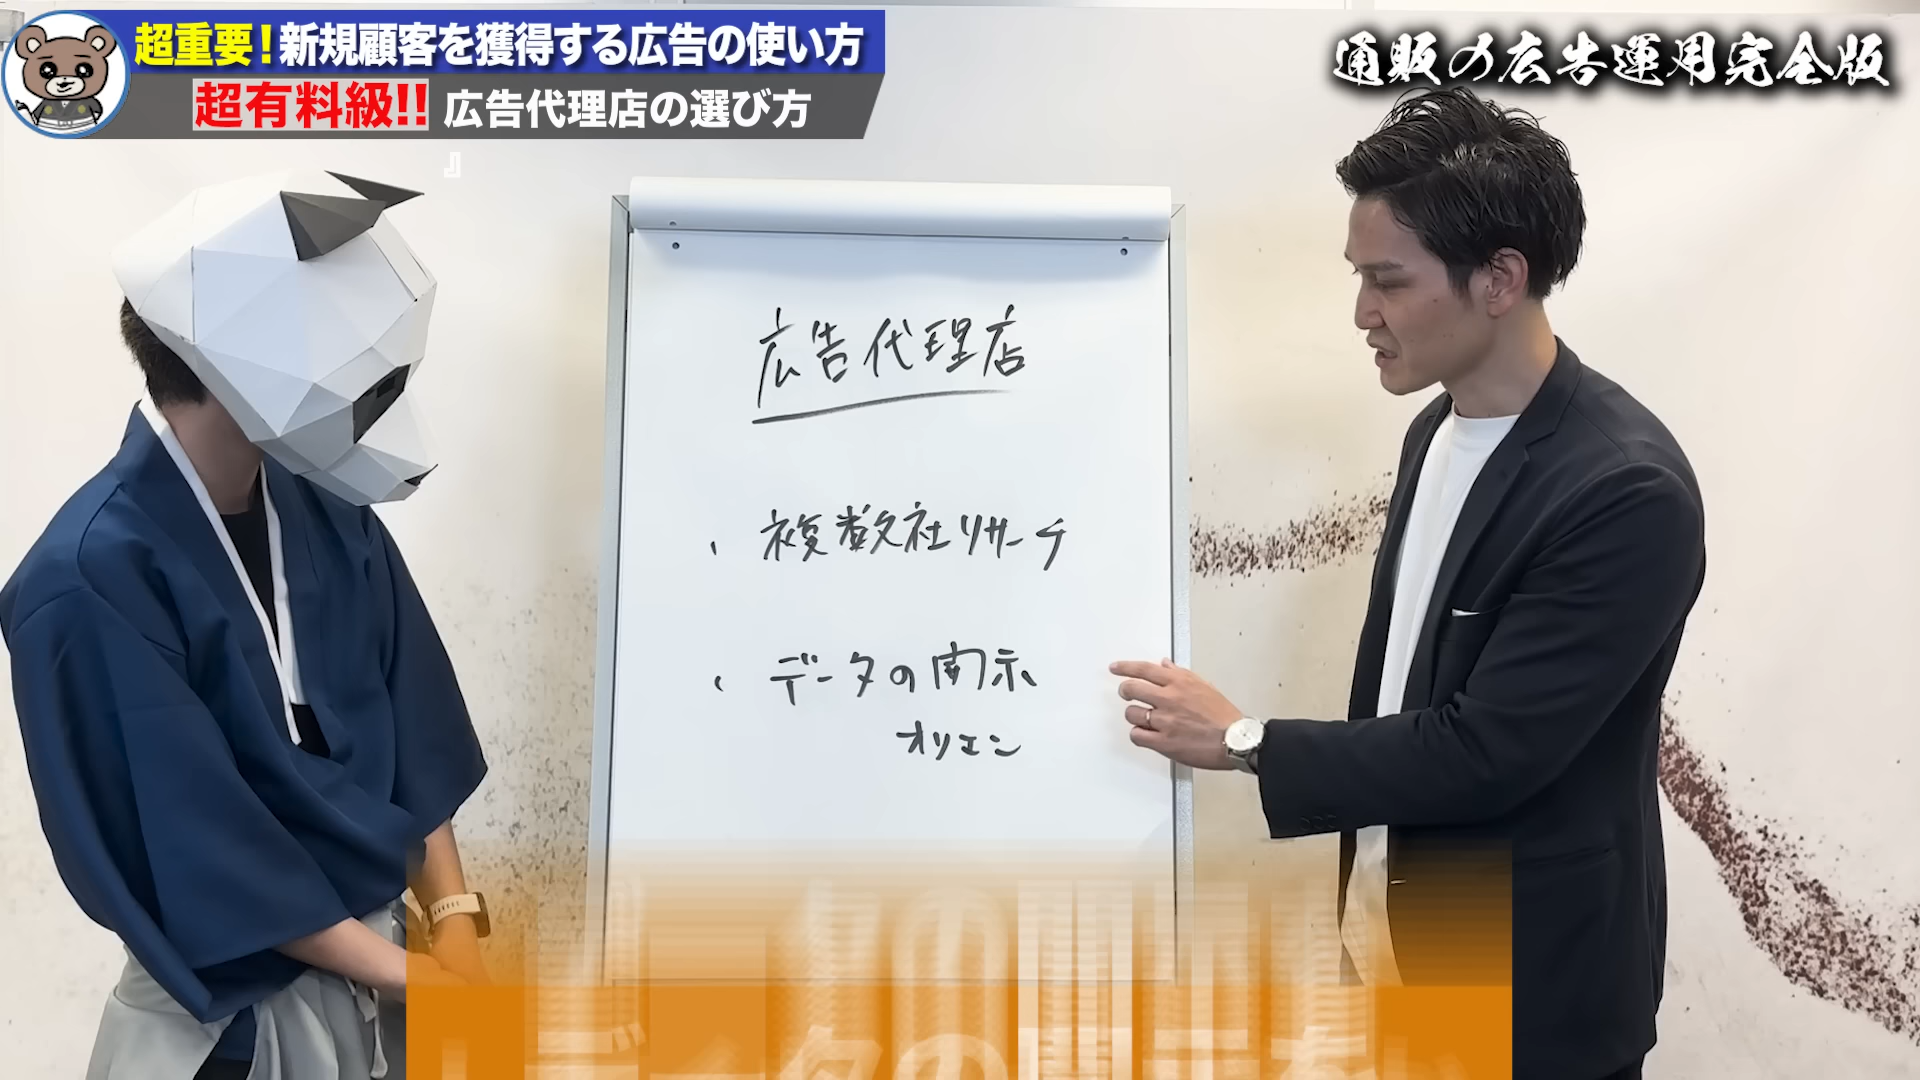 超重要！新規顧客を獲得する広告の使い方
超有料級!! 広告代理店の選び方
通販の広告運用完全版
』
広告代理店
・複数社リサーチ
・データの開示
オリエン